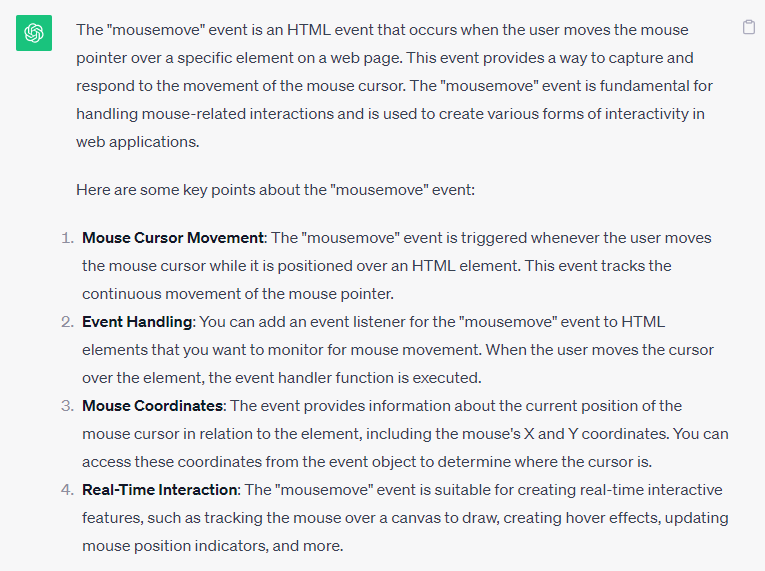 The "mousemove" event is an HTML event that occurs when the user moves the mouse
pointer over a specific element on a web page. This event provides a way to capture and
respond to the movement of the mouse cursor. The "mousemove" event is fundamental for
handling mouse-related interactions and is used to create various forms of interactivity in
web applications.
Here are some key points about the "mousemove" event:
1. Mouse Cursor Movement: The "mousemove" event is triggered whenever the user moves
the mouse cursor while it is positioned over an HTML element. This event tracks the
continuous movement of the mouse pointer.
2. Event Handling: You can add an event listener for the "mousemove" event to HTML
elements that you want to monitor for mouse movement. When the user moves the cursor
over the element, the event handler function is executed.
3. Mouse Coordinates: The event provides information about the current position of the
mouse cursor in relation to the element, including the mouse's X and Y coordinates. You can
access these coordinates from the event object to determine where the cursor is.
4. Real-Time Interaction: The "mousemove" event is suitable for creating real-time interactive
features, such as tracking the mouse over a canvas to draw, creating hover effects, updating
mouse position indicators, and more.